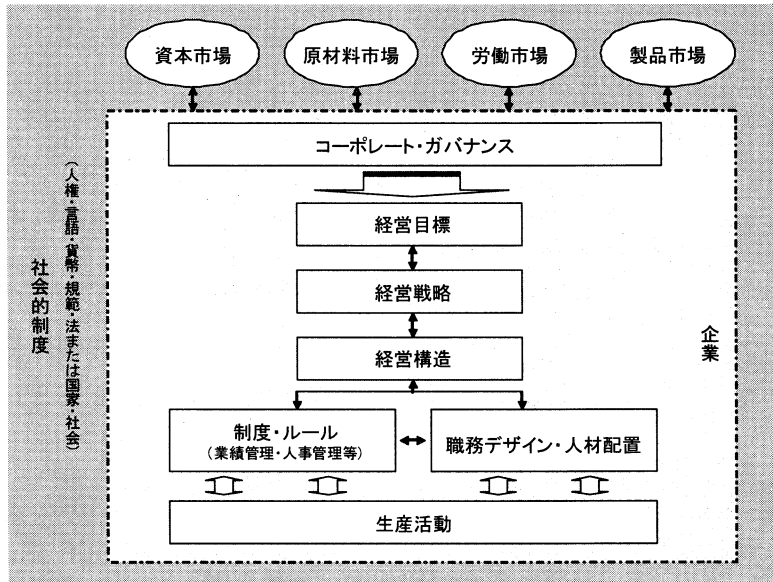 資本市場
原材料市場
労働市場
製品市場
コーポレート・ガバナンス
経営目標
経営戦略
経営構造
制度・ルール
(業績管理・人事管理等)
職務デザイン・人材配置
生産活動
社会的制度
(人権・言語・貨幣・規範・法または国家・社会)
企業